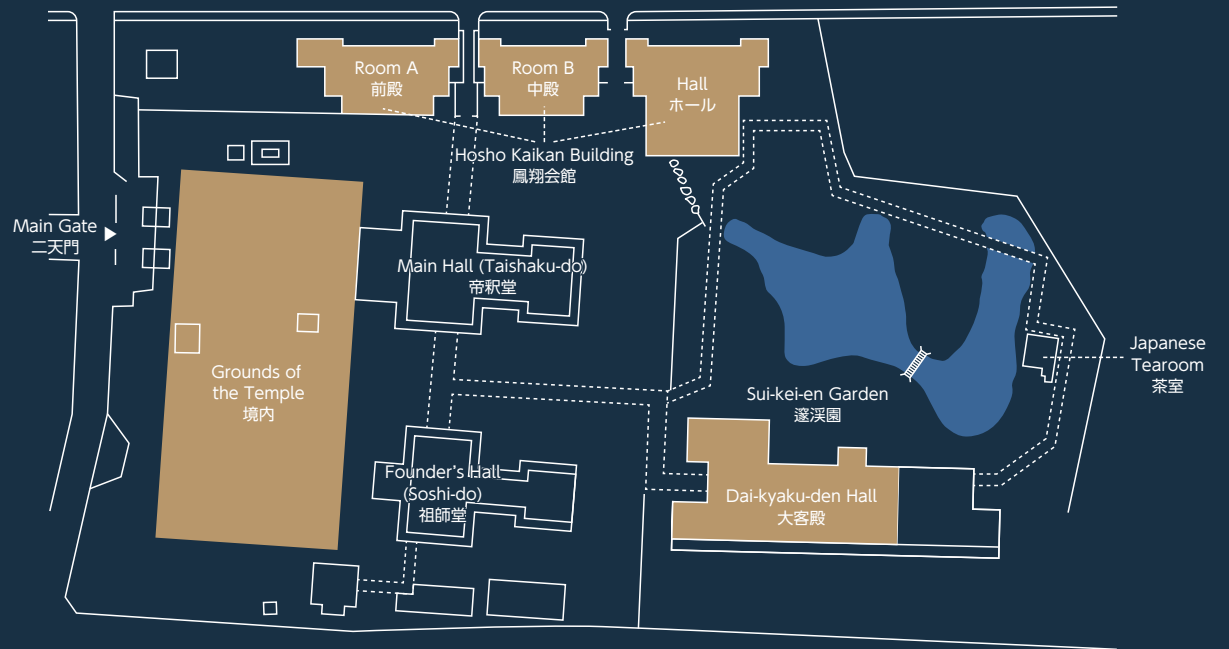 Room A
前殿
Room B
中殿
Hall
ホール
Hosho Kaikan Building
鳳翔会館
Main Gate
二天門
Main Hall (Taishaku-do)
帝釈堂
Grounds of
the Temple
境内
Japanese
Tearoom
茶室
Sui-kei-en Garden
邃渓園
Founder's Hall
(Soshi-do)
祖師堂
Dai-kyaku-den Hall
大客殿